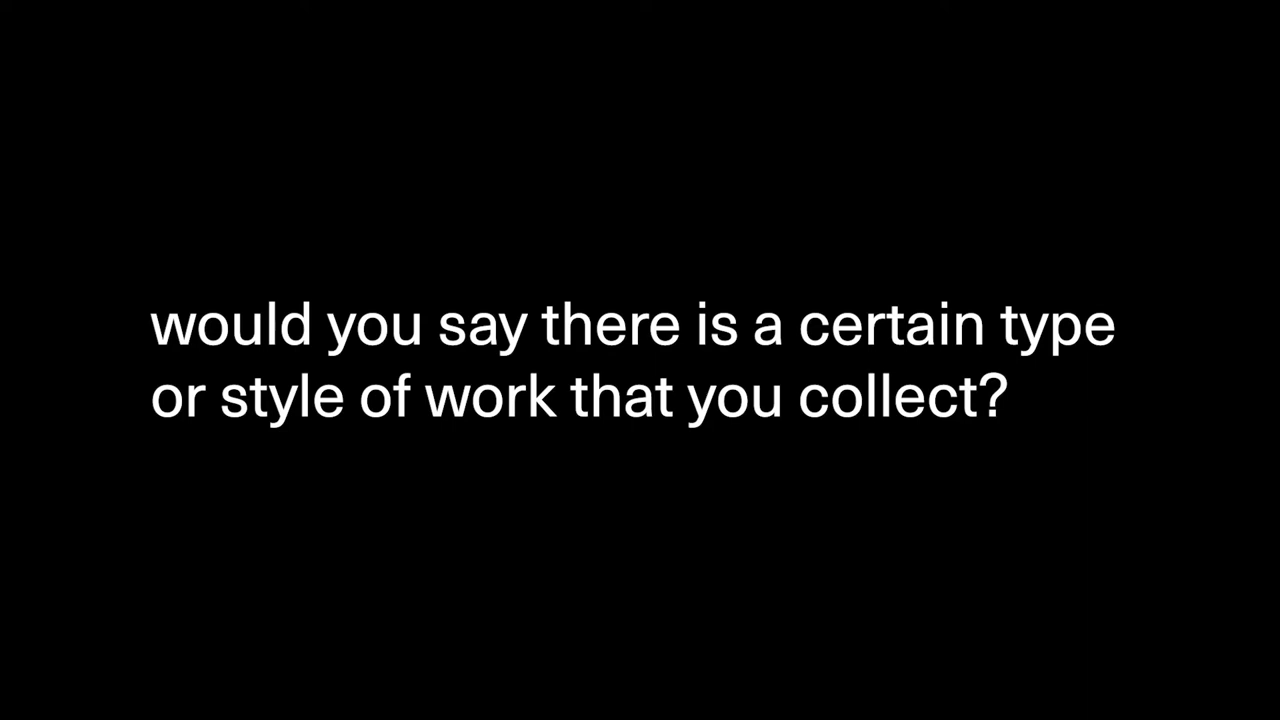 would you say there is a certain type
or style of work that you collect?